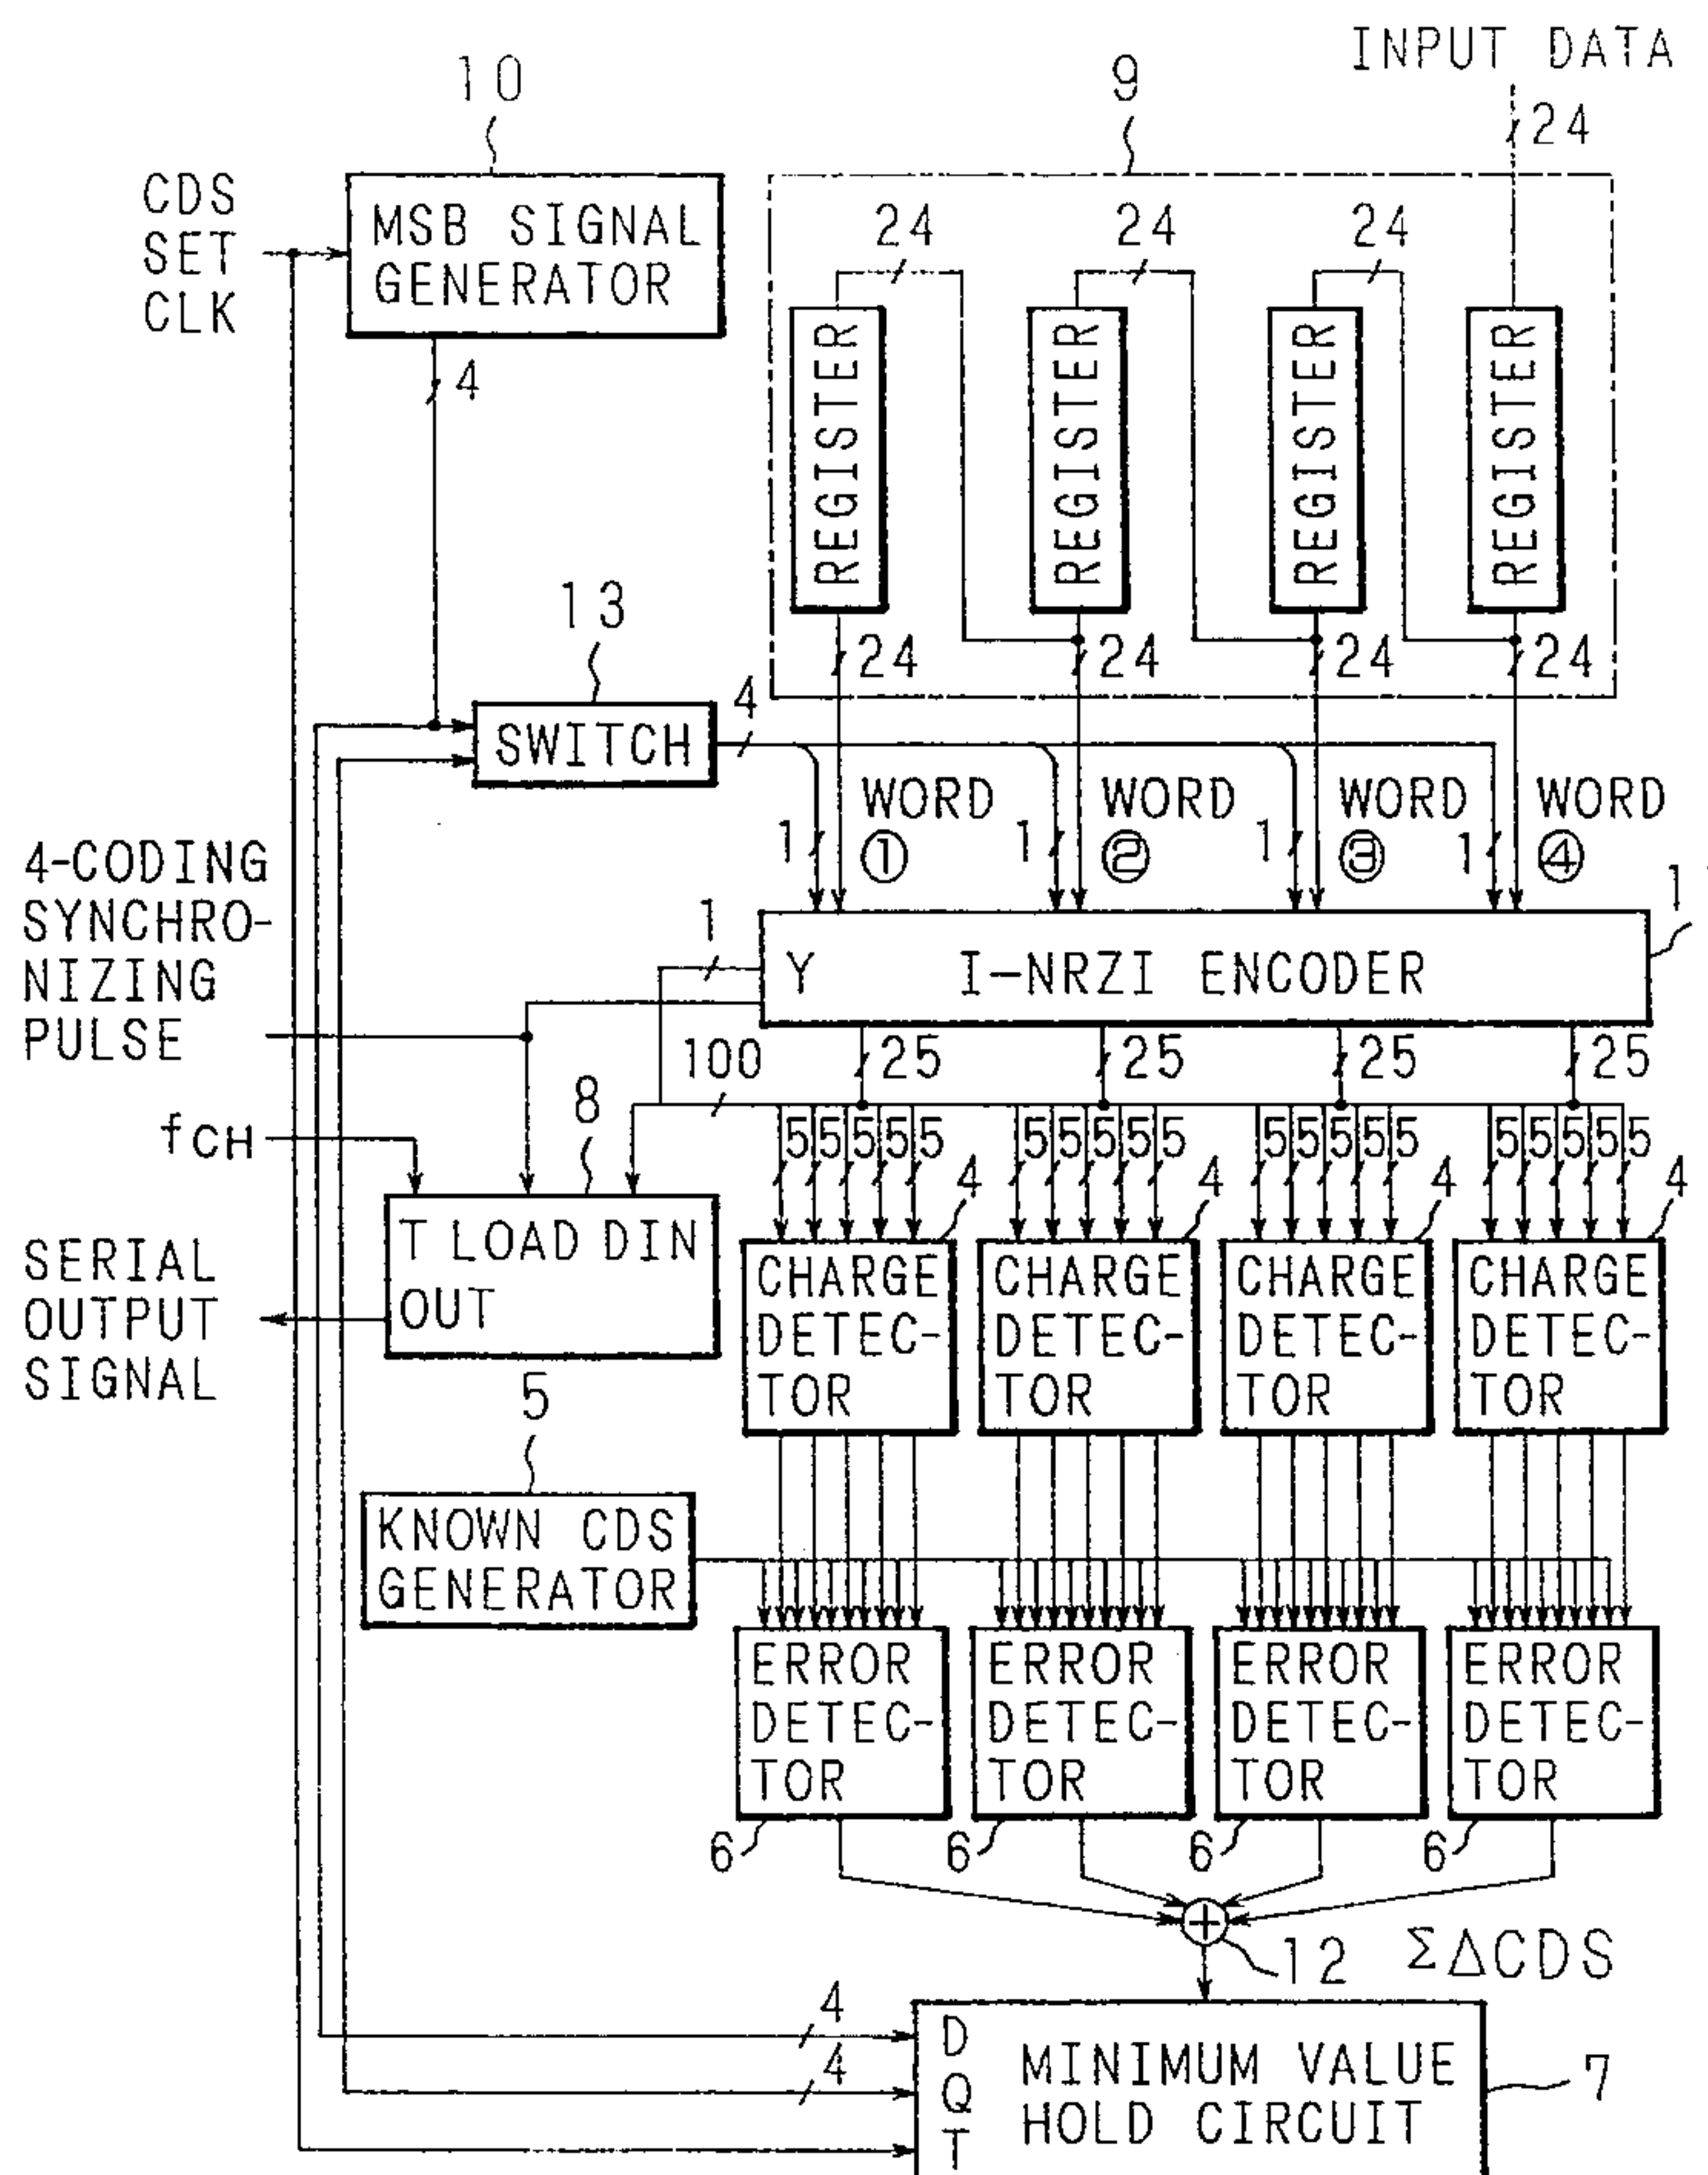 INPUT DATA
24
10
9
CDS
SET
CLK
MSB SIGNAL
GENERATOR
24
24
24
4
REGISTER
REGISTER
REGISTER
REGISTER
13
24
24
24
24
SWITCH
4
WORD
①
WORD
②
WORD
③
WORD
④
1
1
1
1
4-CODING
SYNCHRO-
NIZING
PULSE
1
Y I-NRZI ENCODER
100
25
25
25
25
fCH
8
5 5 5 5 5
5 5 5 5 5
5 5 5 5 5
5 5 5 5 5
4
4
4
4
T LOAD DIN
OUT
SERIAL
OUTPUT
SIGNAL
CHARGE
DETEC-
TOR
CHARGE
DETEC-
TOR
CHARGE
DETEC-
TOR
CHARGE
DETEC-
TOR
5
KNOWN CDS
GENERATOR
ERROR
DETEC-
TOR
ERROR
DETEC-
TOR
ERROR
DETEC-
TOR
ERROR
DETEC-
TOR
6
6
6
6
+
12
ΣΔCDS
4
4
D
Q
T
MINIMUM VALUE
HOLD CIRCUIT
7